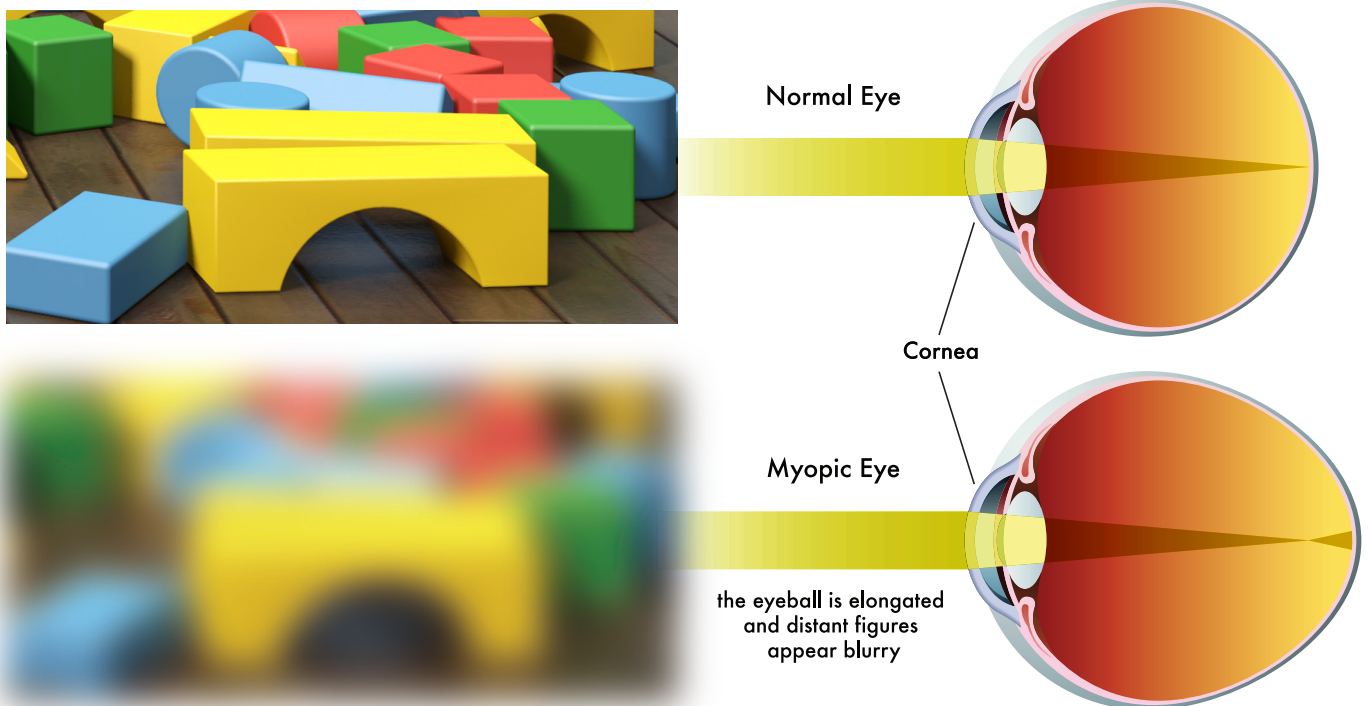 Normal Eye
Cornea
Myopic Eye
the eyeball is elongated
and distant figures
appear blurry